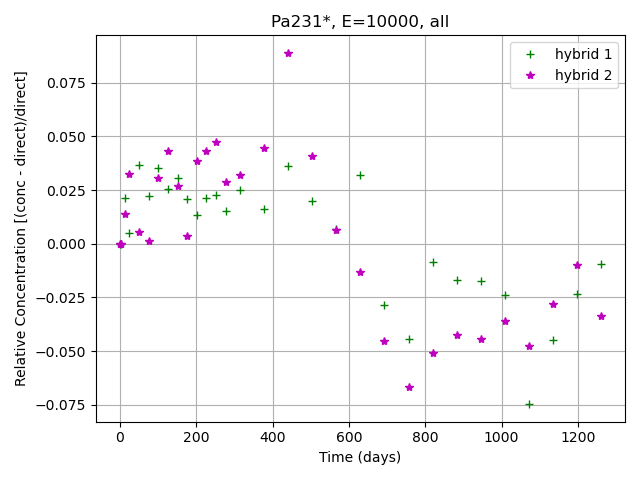 Pa231*, E=10000, all
hybrid 1
hybrid 2
Relative Concentration [(conc - direct)/direct]
0.075
0.050
0.025
0.000
−0.025
−0.050
−0.075
0 200 400 600 800 1000 1200
Time (days)